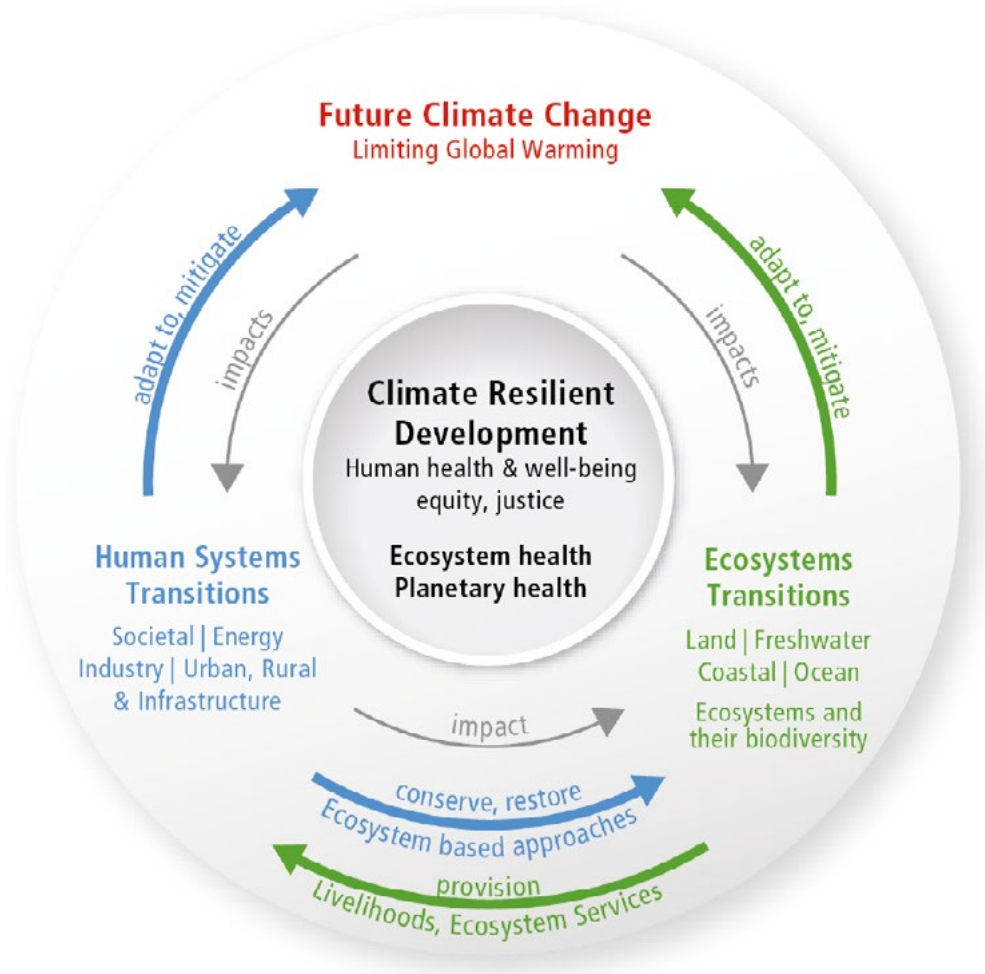 Future Climate Change
Limiting Global Warming
adapt to, mitigate
impacts
impacts
adapt to, mitigate
Climate Resilient
Development
Human health & well-being
equity, justice
Ecosystem health
Planetary health
Human Systems
Transitions
Societal | Energy
Industry | Urban, Rural
& Infrastructure
Ecosystems
Transitions
Land | Freshwater
Coastal | Ocean
Ecosystems and
their biodiversity
impact
conserve, restore
Ecosystem based approaches
provision
Livelihoods, Ecosystem Services